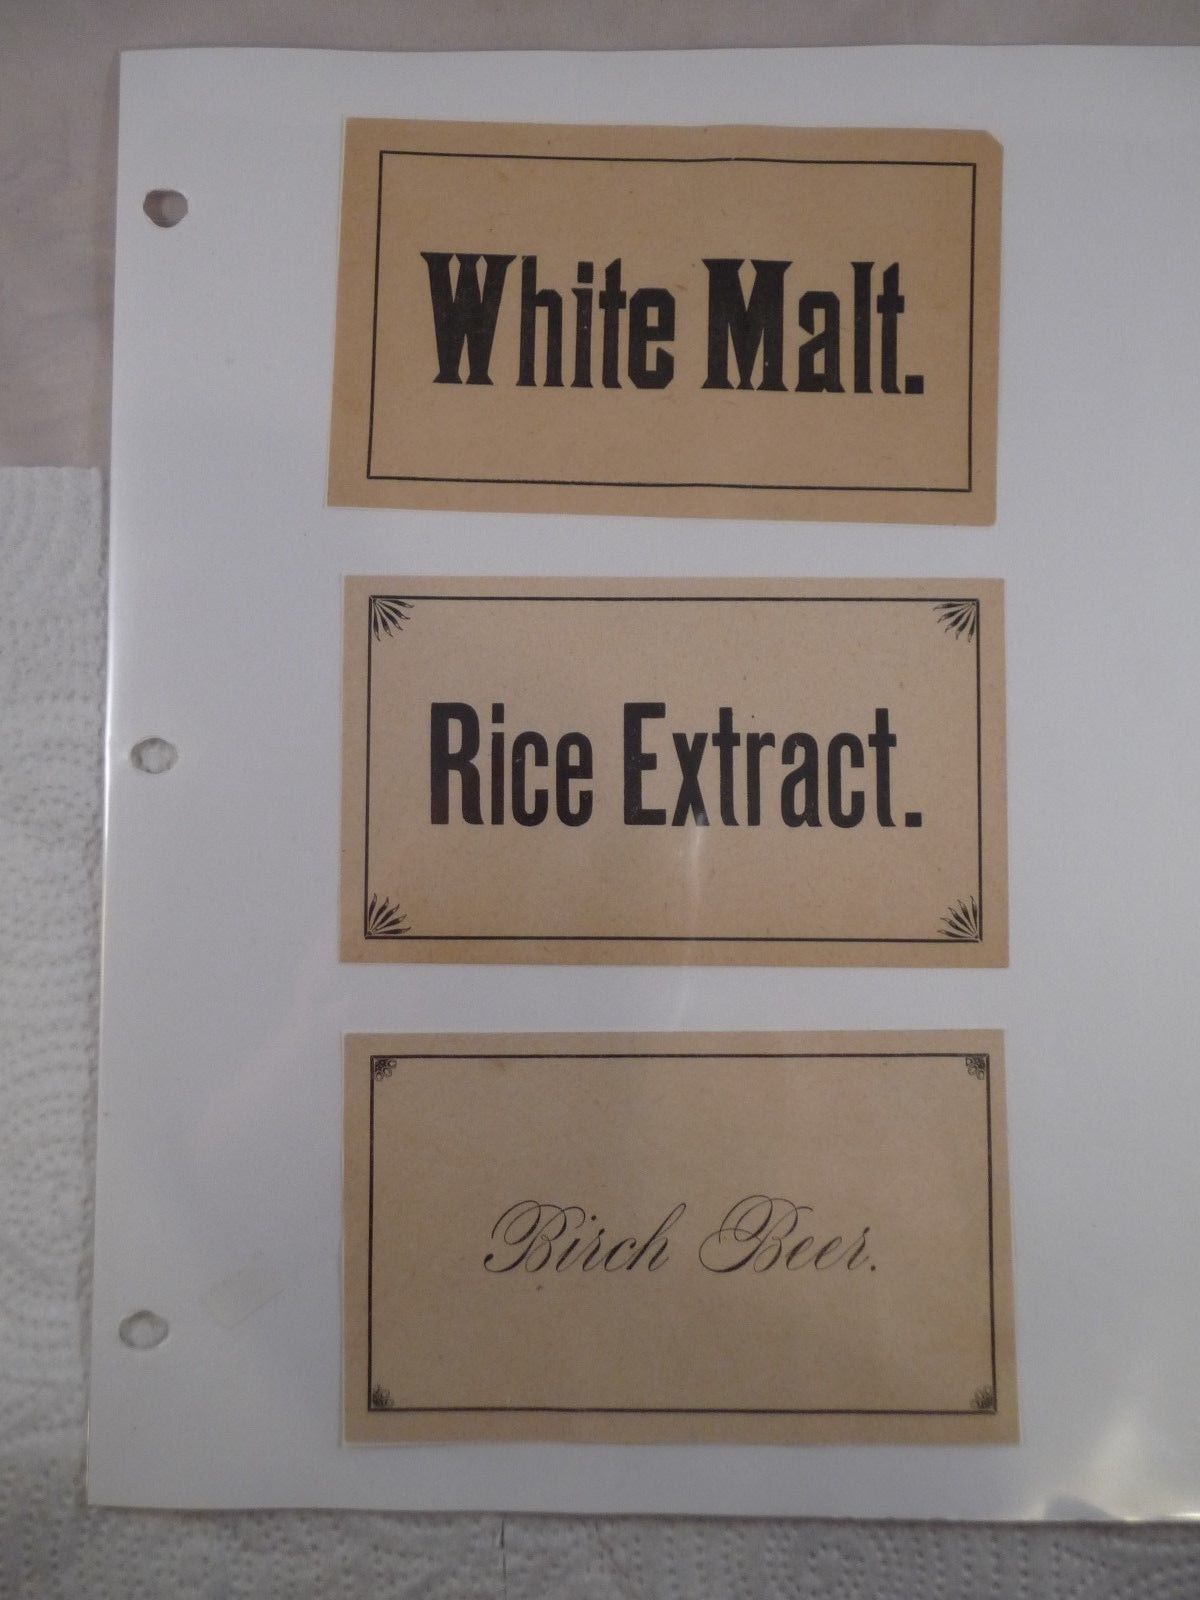 White Malt.
Rice Extract.
Birch Beer.